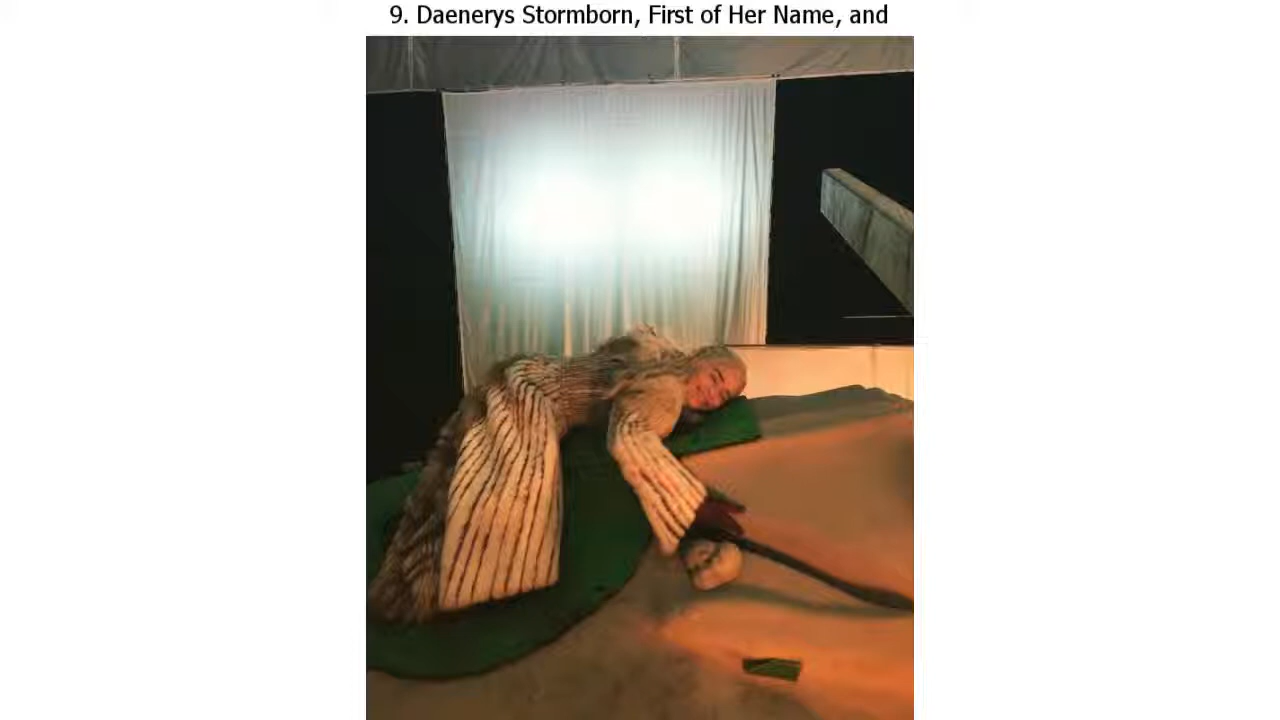 9. Daenerys Stormborn, First of Her Name, and